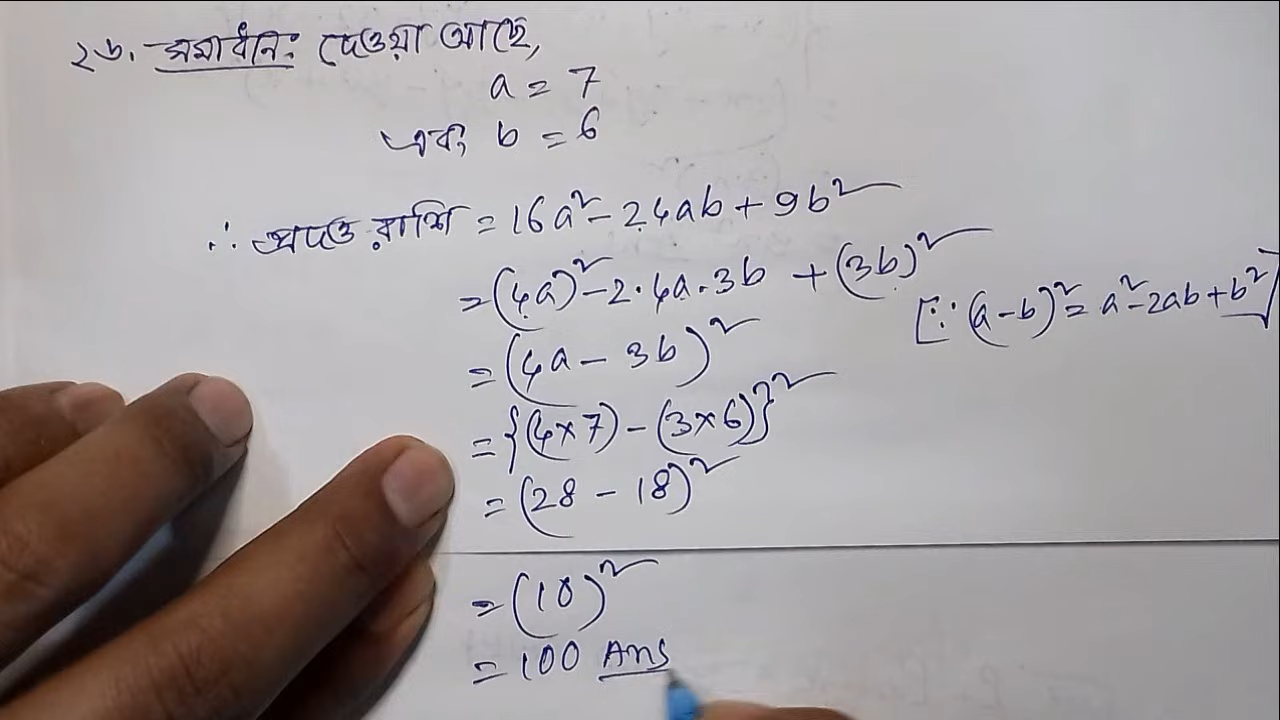 ২৬. সমাধান: দেওয়া আছে,
a = 7
এবং b = 6
∴ প্রদত্ত রাশি = 16a² - 24ab + 9b²
= (4a)² - 2·4a·3b + (3b)² [∵ (a-b)² = a² - 2ab + b²]
= (4a - 3b)²
= {(4×7) - (3×6)}²
= (28 - 18)²
= (10)²
= 100 Ans